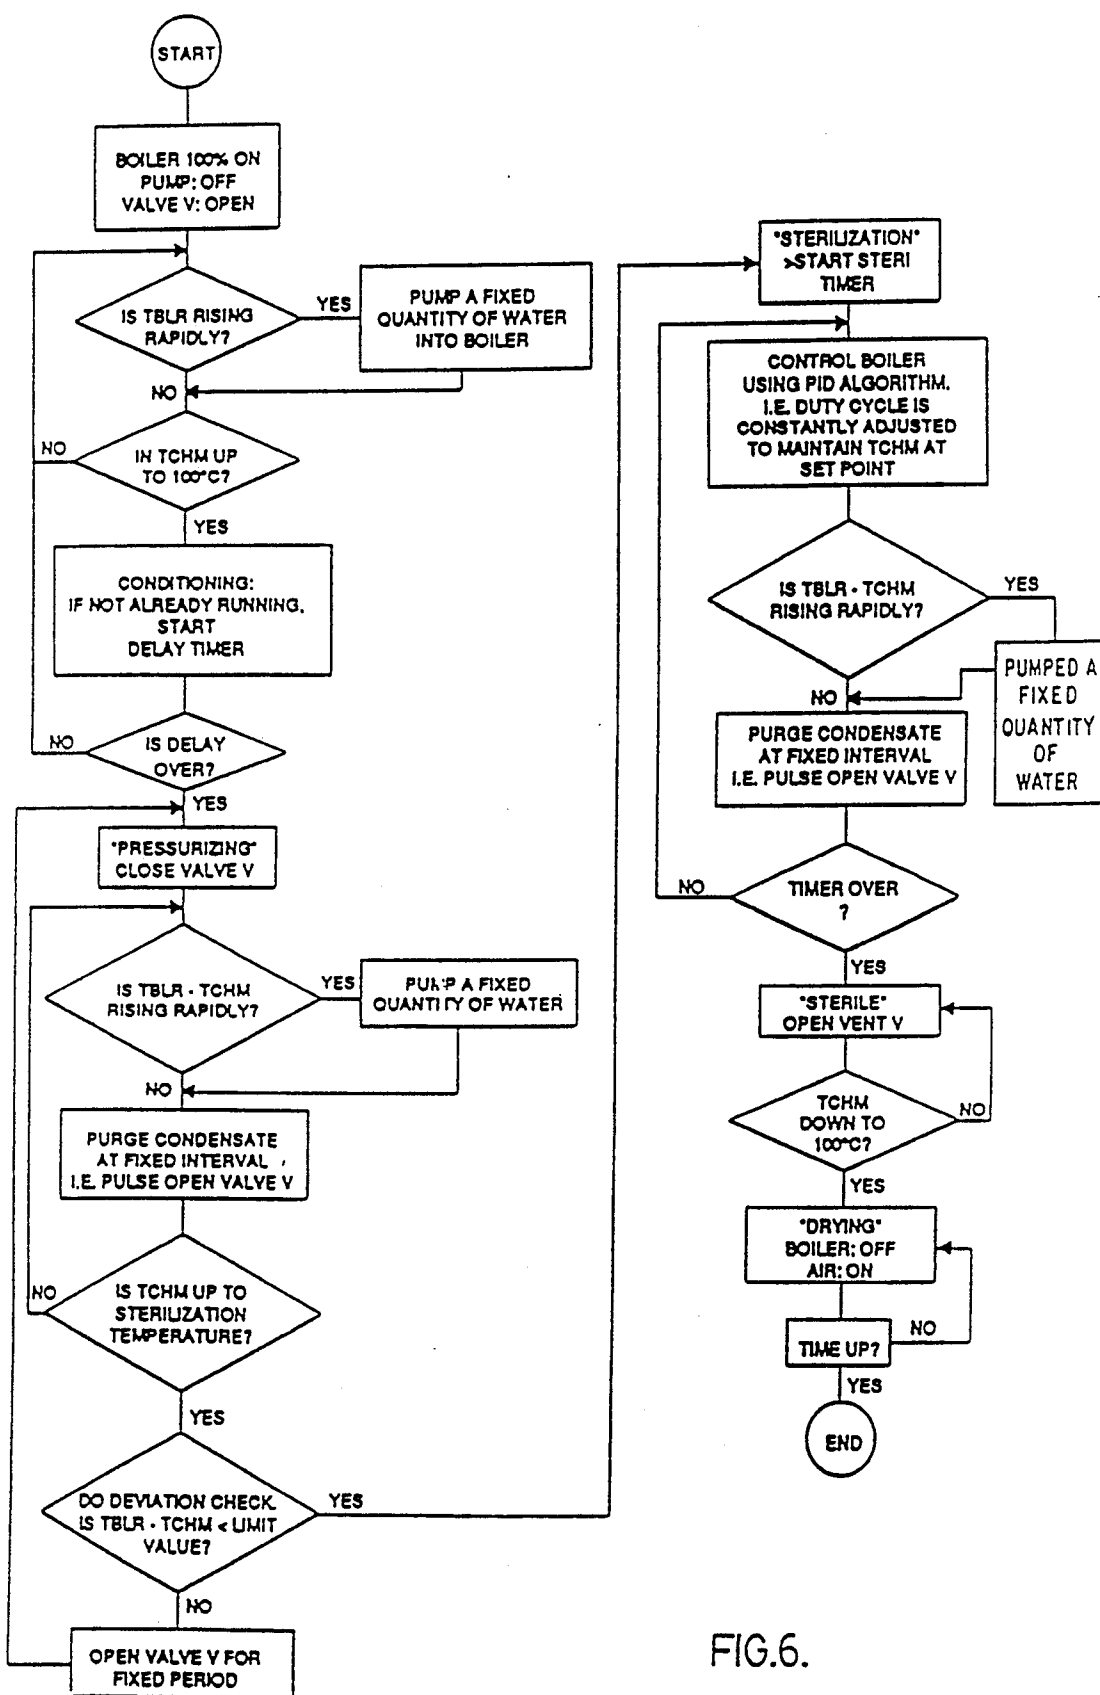 START
BOILER 100% ON
PUMP: OFF
VALVE V: OPEN
IS TBLR RISING
RAPIDLY?
YES
PUMP A FIXED
QUANTITY OF WATER
INTO BOILER
NO
IN TCHM UP
TO 100°C?
NO
YES
CONDITIONING:
IF NOT ALREADY RUNNING,
START
DELAY TIMER
IS DELAY
OVER?
NO
YES
"PRESSURIZING"
CLOSE VALVE V
IS TBLR - TCHM
RISING RAPIDLY?
YES
PUMP A FIXED
QUANTITY OF WATER
NO
PURGE CONDENSATE
AT FIXED INTERVAL
I.E. PULSE OPEN VALVE V
IS TCHM UP TO
STERILIZATION
TEMPERATURE?
NO
YES
DO DEVIATION CHECK.
IS TBLR - TCHM < LIMIT
VALUE?
YES
NO
OPEN VALVE V FOR
FIXED PERIOD
"STERILIZATION"
>START STERI
TIMER
CONTROL BOILER
USING PID ALGORITHM.
I.E. DUTY CYCLE IS
CONSTANTLY ADJUSTED
TO MAINTAIN TCHM AT
SET POINT
IS TBLR - TCHM
RISING RAPIDLY?
YES
PUMPED A
FIXED
QUANTITY
OF
WATER
NO
PURGE CONDENSATE
AT FIXED INTERVAL
I.E. PULSE OPEN VALVE V
TIMER OVER
?
NO
YES
"STERILE"
OPEN VENT V
TCHM
DOWN TO
100°C?
NO
YES
"DRYING"
BOILER: OFF
AIR: ON
TIME UP?
NO
YES
END
FIG.6.